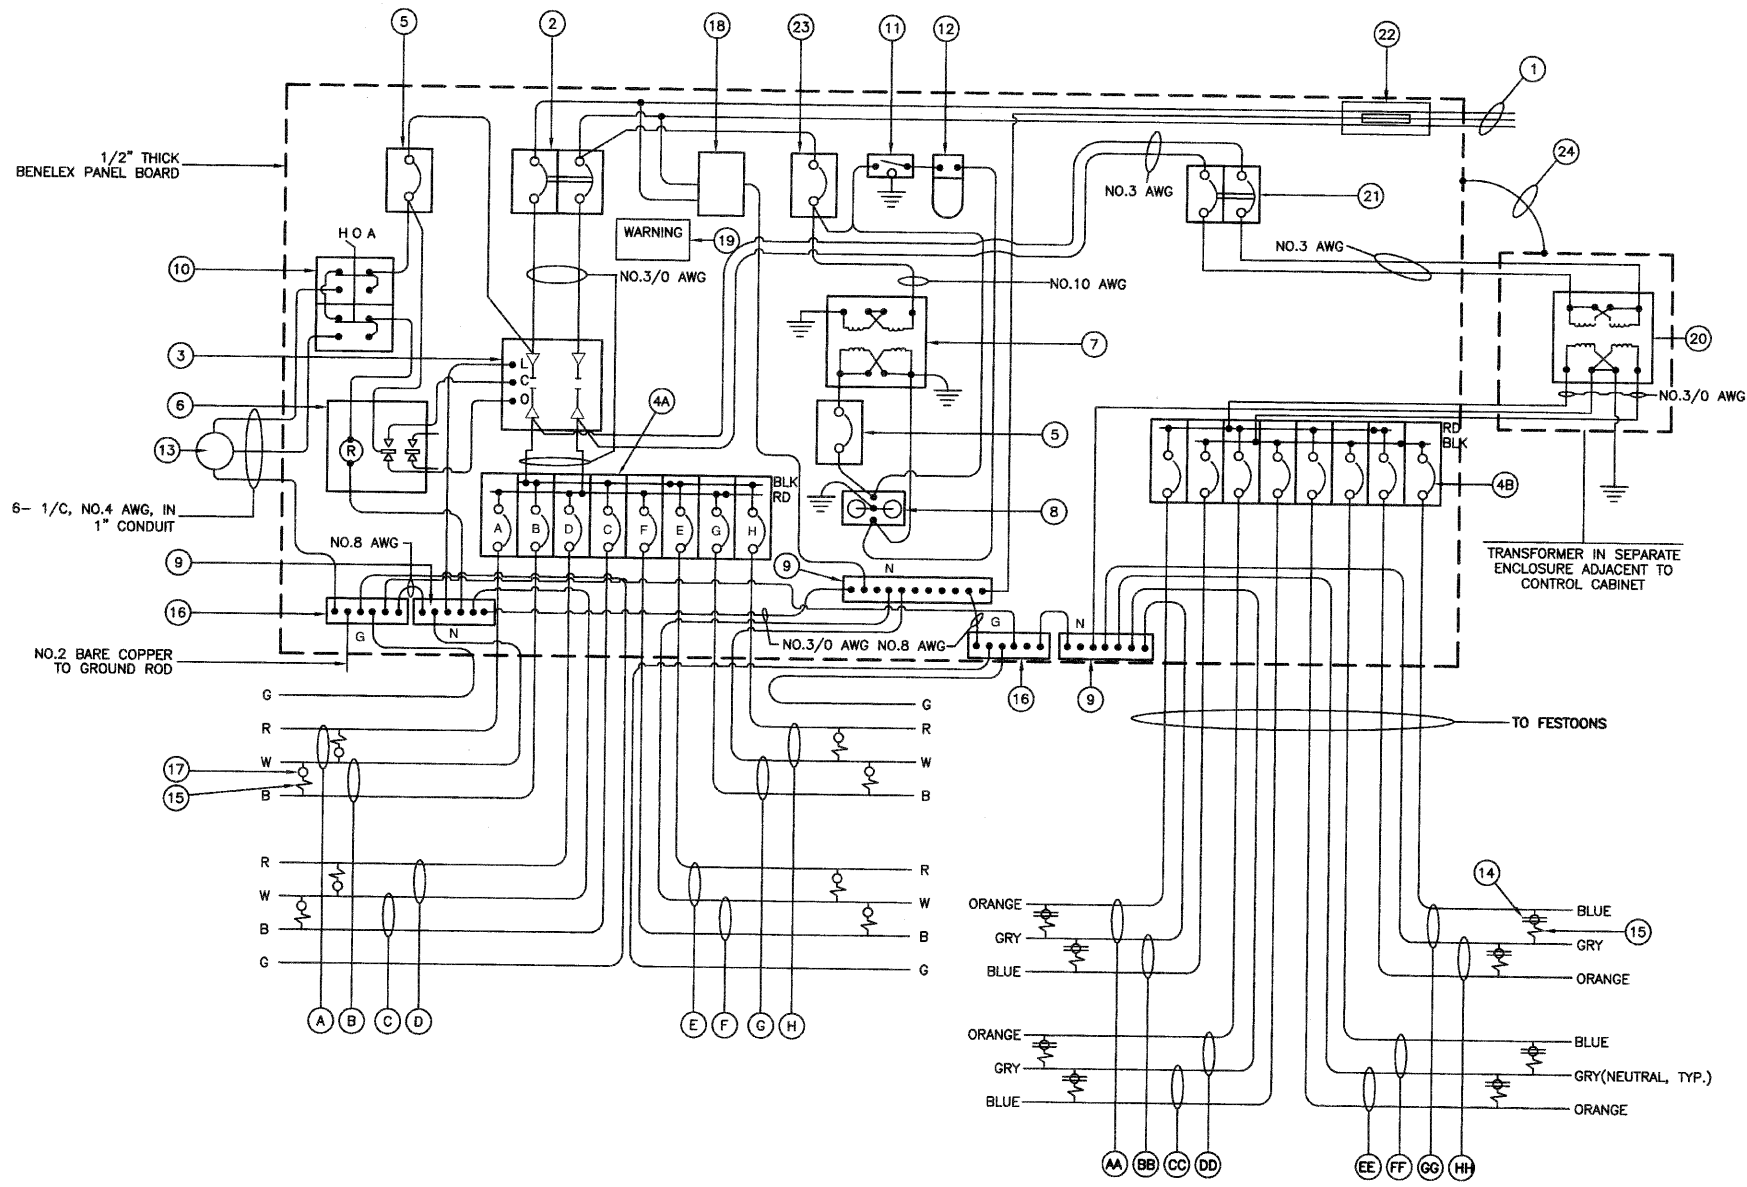 5
2
18
23
11
12
22
1
1/2" THICK
BENELEX PANEL BOARD
24
NO.3 AWG
21
H O A
WARNING
19
NO.3 AWG
10
NO.3/0 AWG
NO.10 AWG
3
L
C
O
7
20
6
4A
NO.3/0 AWG
13
R
5
RD
BLK
BLK
RD
4B
6- 1/C, NO.4 AWG, IN
1" CONDUIT
8
A
B
D
C
F
E
G
H
NO.8 AWG
9
9
N
TRANSFORMER IN SEPARATE
ENCLOSURE ADJACENT TO
CONTROL CABINET
16
G
N
G
N
NO.3/0 AWG
NO.8 AWG
NO.2 BARE COPPER
TO GROUND ROD
16
9
G
G
R
R
TO FESTOONS
W
W
17
15
B
B
R
R
14
W
W
ORANGE
BLUE
B
B
GRY
15
GRY
G
G
BLUE
ORANGE
A
B
C
D
E
F
G
H
ORANGE
BLUE
GRY
GRY(NEUTRAL, TYP.)
BLUE
ORANGE
AA
BB
CC
DD
EE
FF
GG
HH